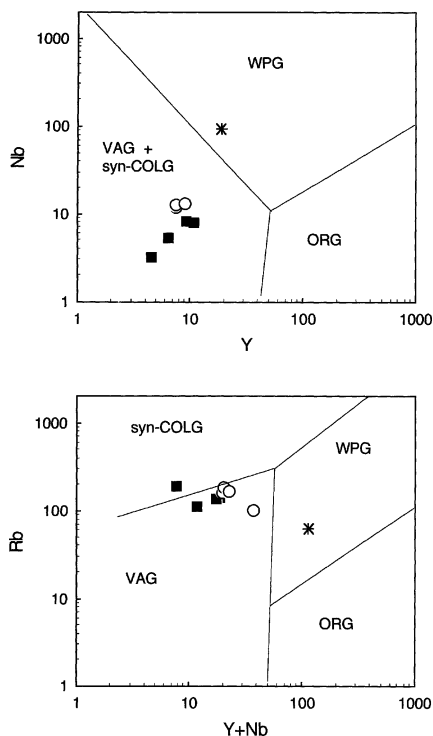 1000
WPG
100
Nb
VAG +
syn-COLG
10
ORG
1
1 10 100 1000
Y
1000
syn-COLG
WPG
100
Rb
VAG
10
ORG
1
1 10 100 1000
Y+Nb